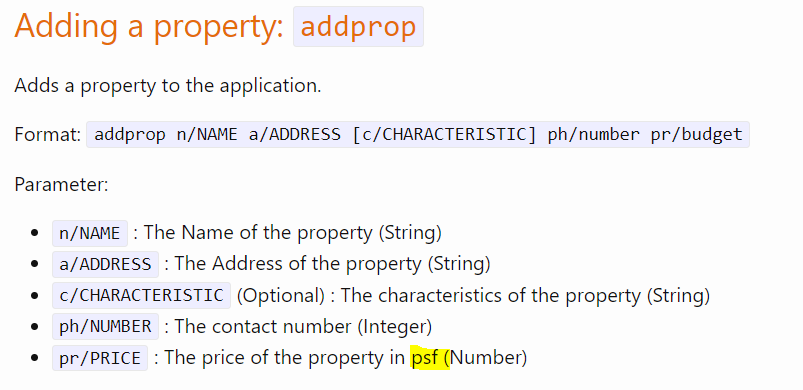 Adding a property: addprop
Adds a property to the application.
Format: addprop n/NAME a/ADDRESS [c/CHARACTERISTIC] ph/number pr/budget
Parameter:
• n/NAME : The Name of the property (String)
• a/ADDRESS : The Address of the property (String)
• c/CHARACTERISTIC (Optional) : The characteristics of the property (String)
• ph/NUMBER : The contact number (Integer)
• pr/PRICE : The price of the property in psf (Number)